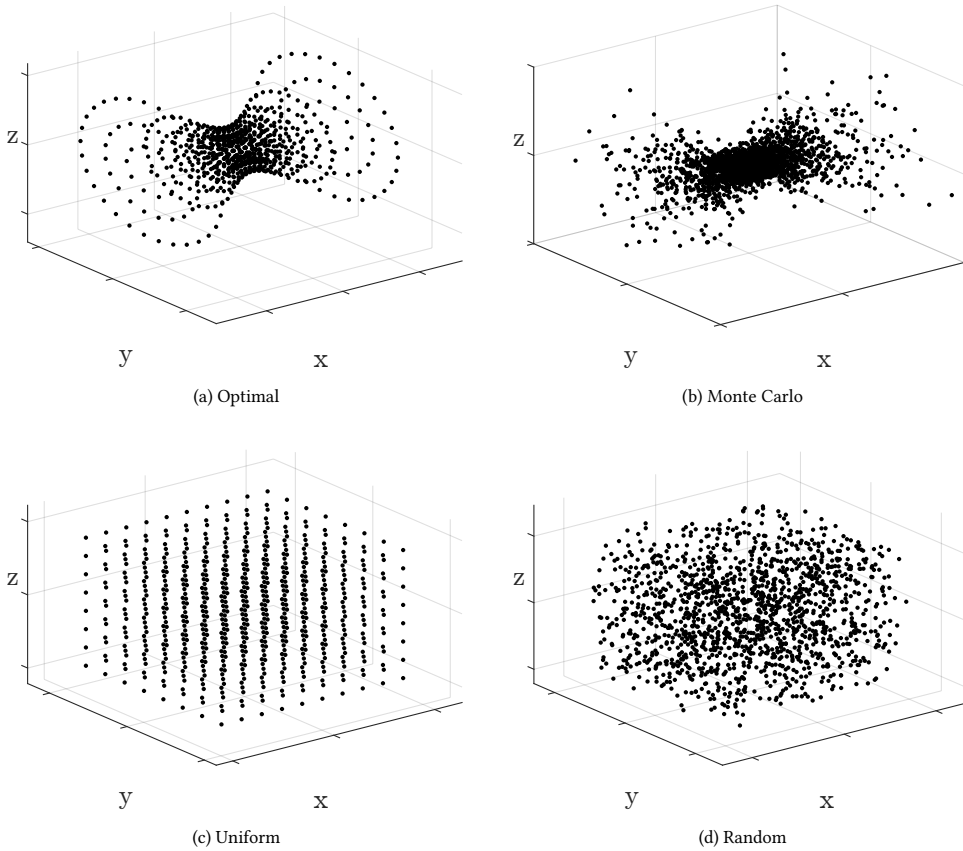 z
y
x
(a) Optimal
z
y
x
(b) Monte Carlo
z
y
x
(c) Uniform
z
y
x
(d) Random